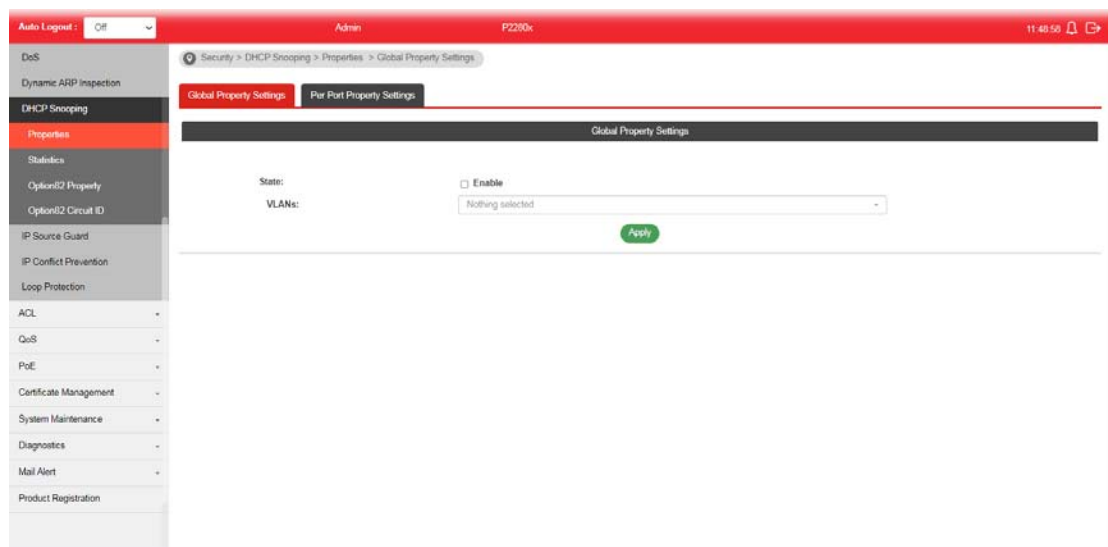 Auto Logout : Off Admin P2280x 11:48:58
DoS
Dynamic ARP Inspection
DHCP Snooping
Properties
Statistics
Option82 Property
Option82 Circuit ID
IP Source Guard
IP Conflict Prevention
Loop Protection
ACL
QoS
PoE
Certificate Management
System Maintenance
Diagnostics
Mail Alert
Product Registration
Security > DHCP Snooping > Properties > Global Property Settings
Global Property Settings Per Port Property Settings
Global Property Settings
State: Enable
VLANs: Nothing selected
Apply